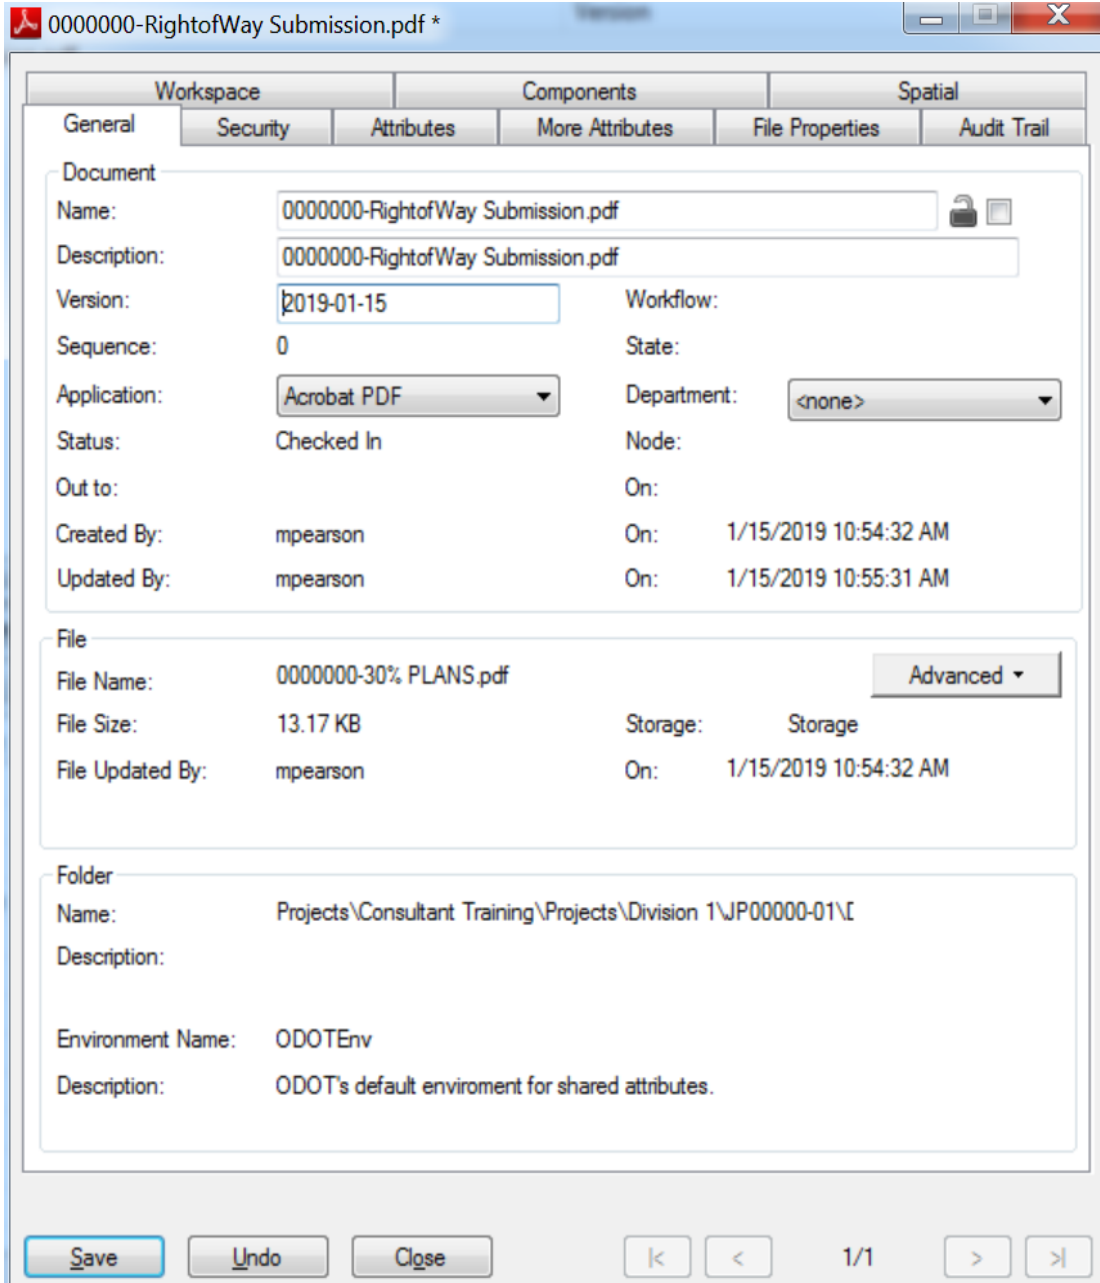 0000000-RightofWay Submission.pdf *
Version
Workspace Components Spatial
General Security Attributes More Attributes File Properties Audit Trail
Document
Name: 0000000-RightofWay Submission.pdf
Description: 0000000-RightofWay Submission.pdf
Version: 2019-01-15 Workflow:
Sequence: 0 State:
Application: Acrobat PDF Department: <none>
Status: Checked In Node:
Out to: On:
Created By: mpearson On: 1/15/2019 10:54:32 AM
Updated By: mpearson On: 1/15/2019 10:55:31 AM
File
File Name: 0000000-30% PLANS.pdf Advanced
File Size: 13.17 KB Storage: Storage
File Updated By: mpearson On: 1/15/2019 10:54:32 AM
Folder
Name: Projects\Consultant Training\Projects\Division 1\JP00000-01\
Description:
Environment Name: ODOTEnv
Description: ODOT's default enviroment for shared attributes.
Save Undo Close |< < 1/1 > >|